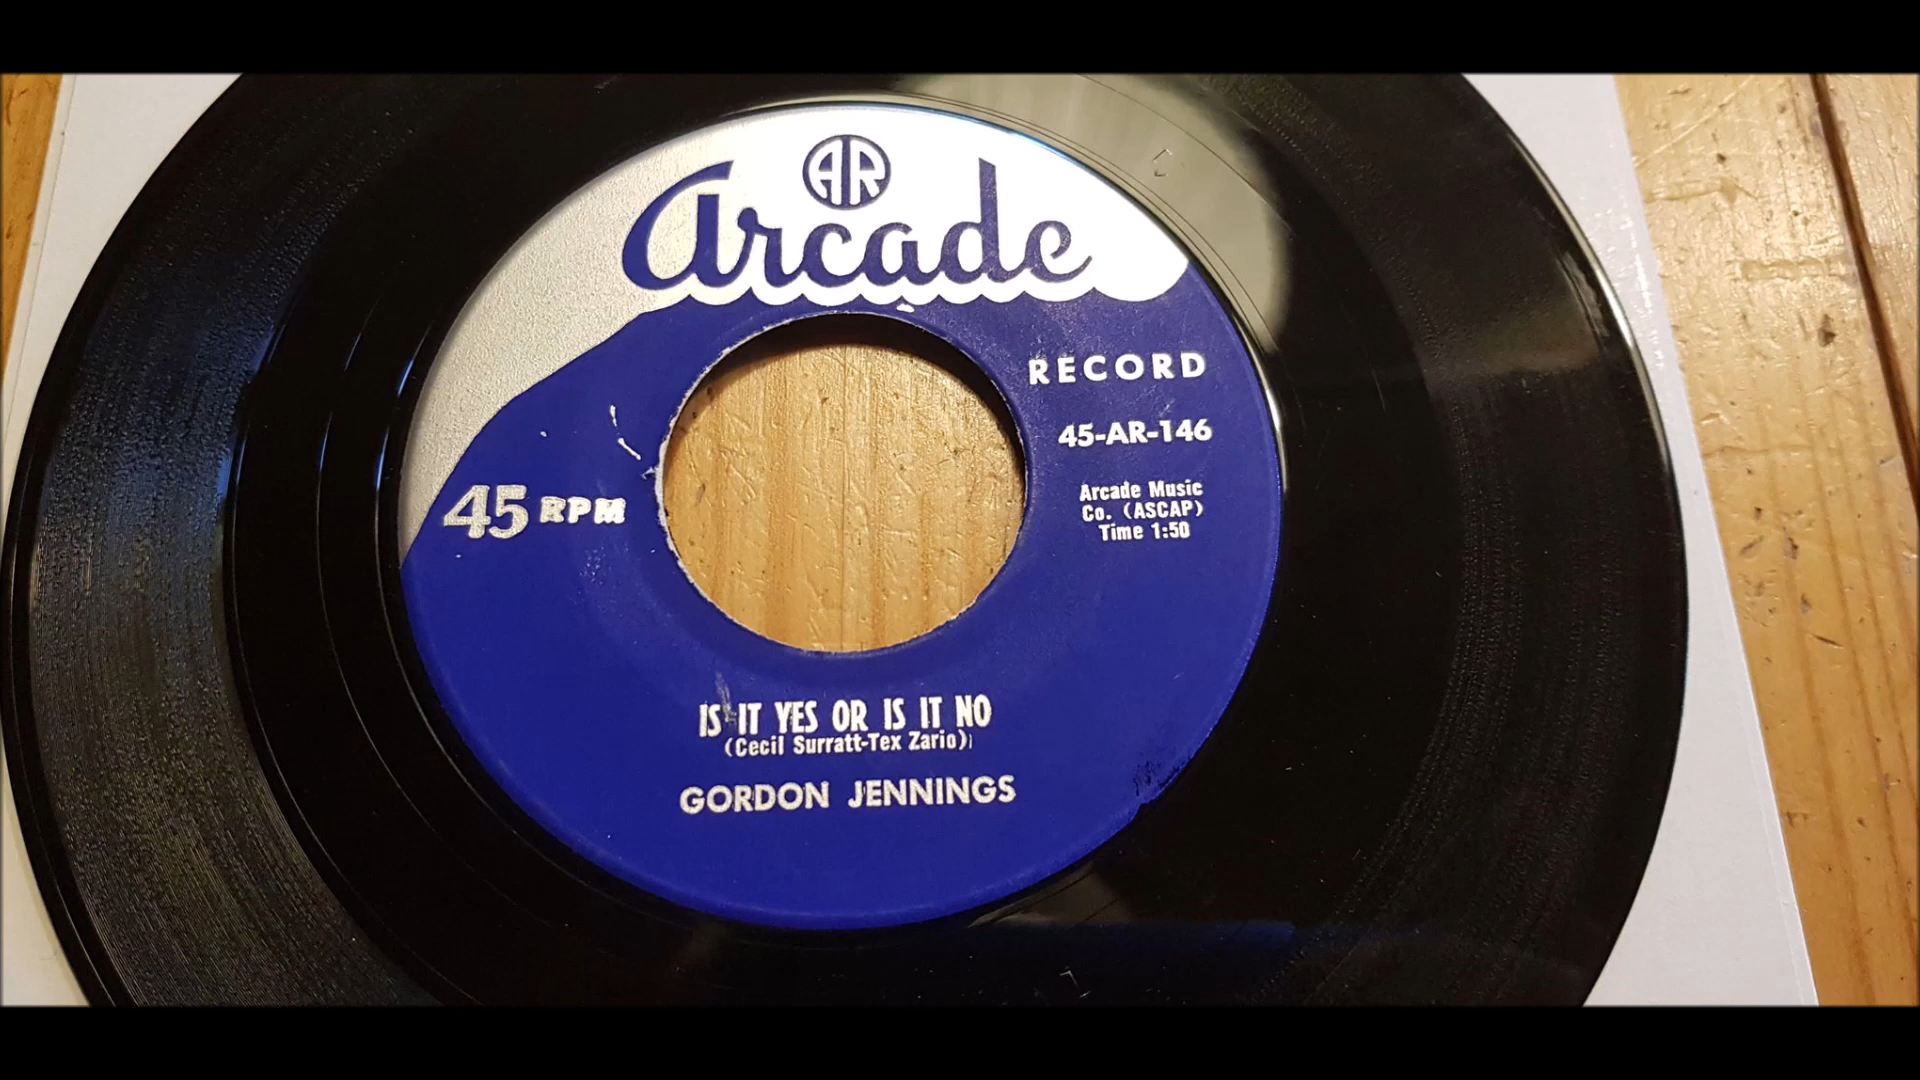 AR
Arcade
RECORD
45-AR-146
Arcade Music
Co. (ASCAP)
Time 1:50
45 RPM
IS IT YES OR IS IT NO
(Cecil Surratt-Tex Zario)
GORDON JENNINGS